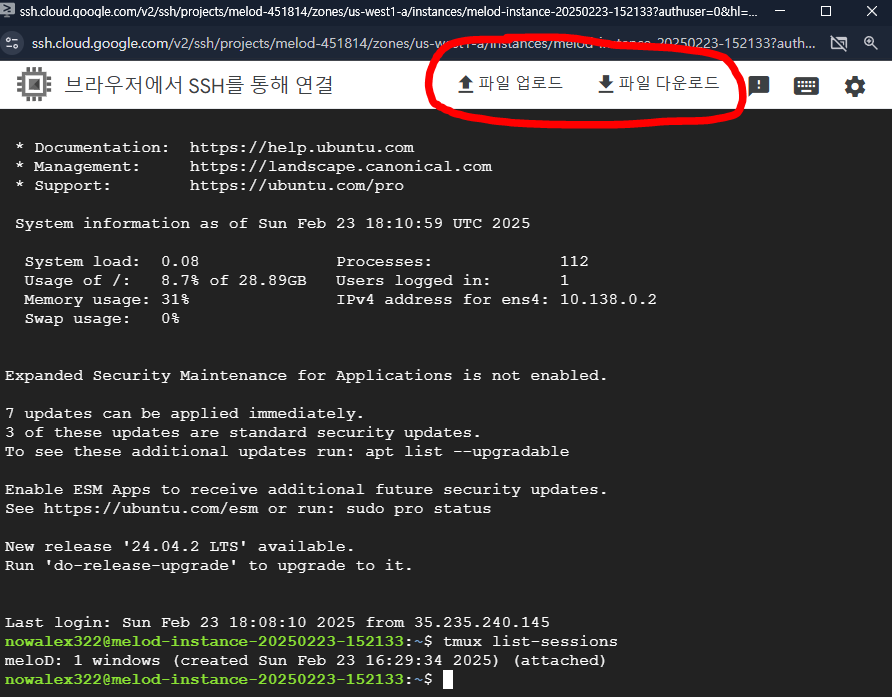 ssh.cloud.google.com/v2/ssh/projects/melod-451814/zones/us-west1-a/instances/melod-instance-20250223-152133?authuser=0&hl=...
ssh.cloud.google.com/v2/ssh/projects/melod-451814/zones/us-west1-a/instances/melod-instance-20250223-152133?auth...
브라우저에서 SSH를 통해 연결 파일 업로드 파일 다운로드
* Documentation: https://help.ubuntu.com
* Management: https://landscape.canonical.com
* Support: https://ubuntu.com/pro
System information as of Sun Feb 23 18:10:59 UTC 2025
System load: 0.08 Processes: 112
Usage of /: 8.7% of 28.89GB Users logged in: 1
Memory usage: 31% IPv4 address for ens4: 10.138.0.2
Swap usage: 0%
Expanded Security Maintenance for Applications is not enabled.
7 updates can be applied immediately.
3 of these updates are standard security updates.
To see these additional updates run: apt list --upgradable
Enable ESM Apps to receive additional future security updates.
See https://ubuntu.com/esm or run: sudo pro status
New release '24.04.2 LTS' available.
Run 'do-release-upgrade' to upgrade to it.
Last login: Sun Feb 23 18:08:10 2025 from 35.235.240.145
nowalex322@melod-instance-20250223-152133:~$ tmux list-sessions
meloD: 1 windows (created Sun Feb 23 16:29:34 2025) (attached)
nowalex322@melod-instance-20250223-152133:~$